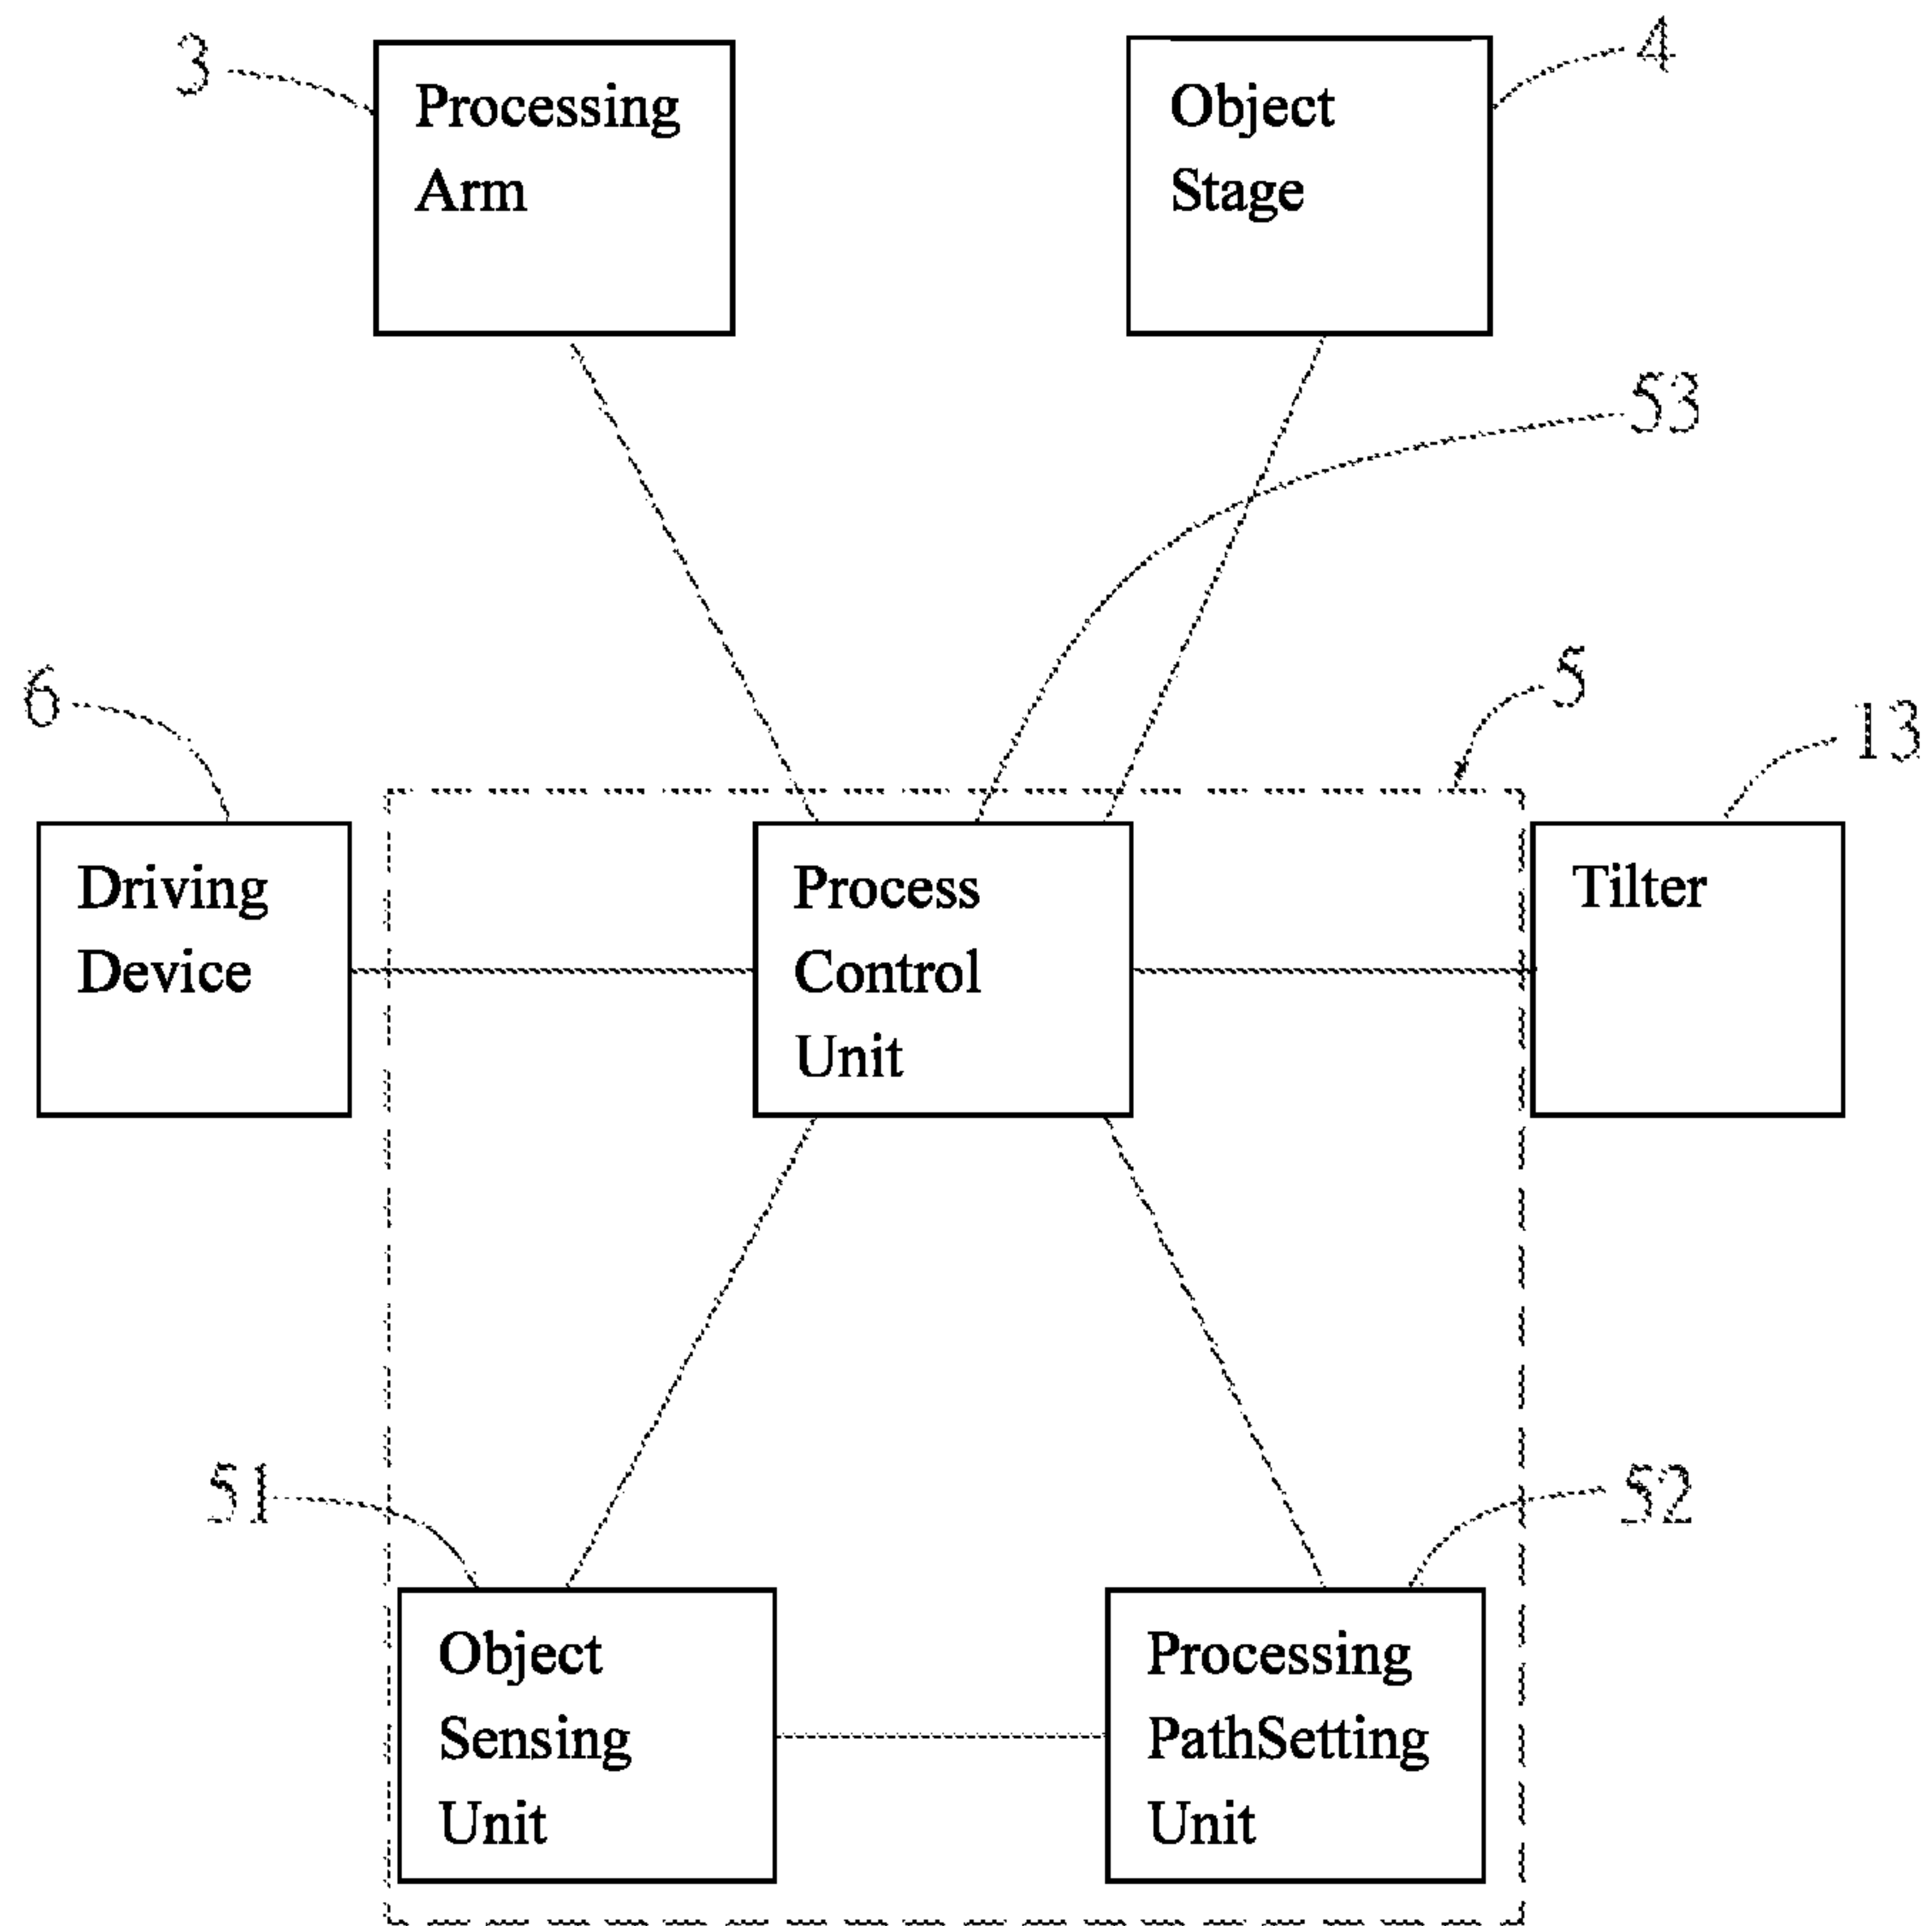 3
Processing
Arm
Object
Stage
4
53
6
5
13
Driving
Device
Process
Control
Unit
Tilter
51
52
Object
Sensing
Unit
Processing
PathSetting
Unit